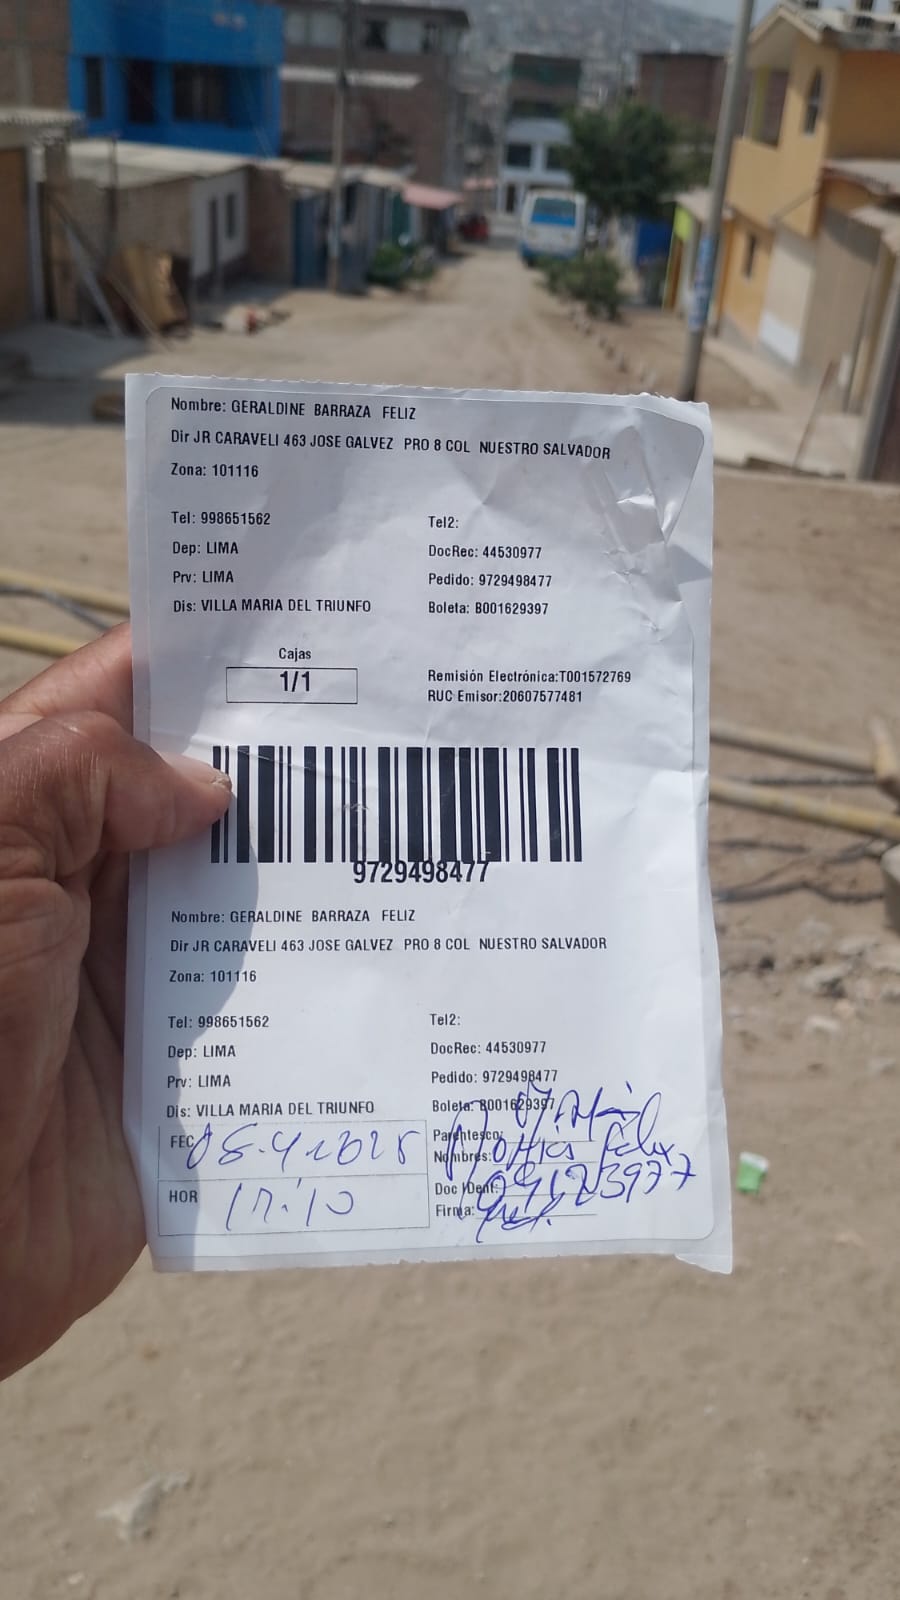 Nombre: GERALDINE BARRAZA FELIZ
Dir JR CARAVELI 463 JOSE GALVEZ PRO 8 COL NUESTRO SALVADOR
Zona: 101116
Tel: 998651562
Tel2:
Dep: LIMA
DocRec: 44530977
Prv: LIMA
Pedido: 9729498477
Dis: VILLA MARIA DEL TRIUNFO
Boleta: B001629397
Cajas
1/1
Remisión Electrónica:T001572769
RUC Emisor:20607577481
9729498477
Nombre: GERALDINE BARRAZA FELIZ
Dir JR CARAVELI 463 JOSE GALVEZ PRO 8 COL NUESTRO SALVADOR
Zona: 101116
Tel: 998651562
Tel2:
Dep: LIMA
DocRec: 44530977
Prv: LIMA
Pedido: 9729498477
Dis: VILLA MARIA DEL TRIUNFO
Boleta: B001629397
FEC
Parentesco:
Nombres:
HOR
Doc Ident:
Firma: